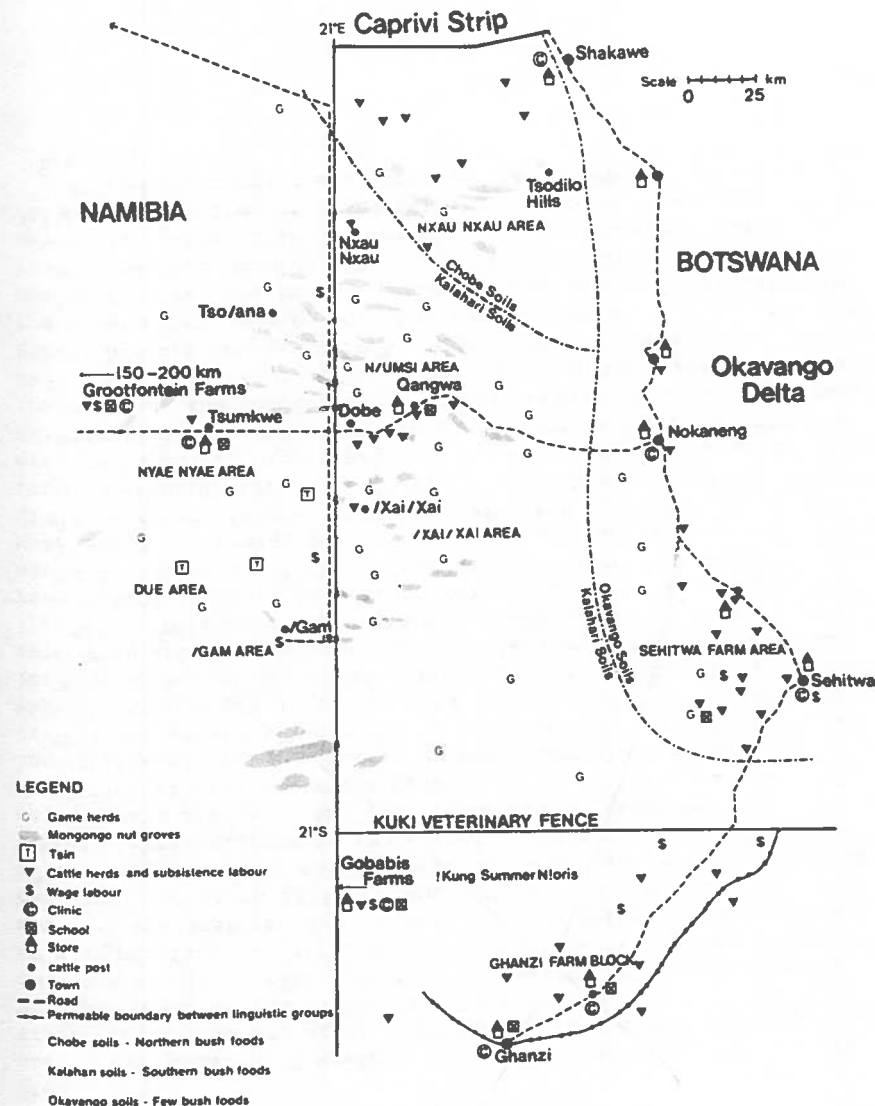 21°E Caprivi Strip
Shakawe
Scale 0 25 km
Tsodilo
Hills
NAMIBIA
NXAU NXAU AREA
Nxau
Nxau
BOTSWANA
Chobe Soils
Kalahari Soils
Tso/ana
150-200 km
Grootfontein Farms
N/UMSI AREA
Qangwa
Okavango
Delta
Tsumkwe
Dobe
Nokaneng
NYAE NYAE AREA
/Xai/Xai
/XAI/XAI AREA
DUE AREA
Okavango Soils
Kalahari Soils
/Gam
/GAM AREA
SEHITWA FARM AREA
Sehitwa
LEGEND
G Game herds
Mongongo nut groves
T Tsin
Cattle herds and subsistence labour
$ Wage labour
C Clinic
School
Store
cattle post
Town
Road
Permeable boundary between linguistic groups
Chobe soils - Northern bush foods
Kalahari soils - Southern bush foods
Okavango soils - Few bush foods
21°S KUKI VETERINARY FENCE
Gobabis
Farms
!Kung Summer N!oris
GHANZI FARM BLOCK
Ghanzi